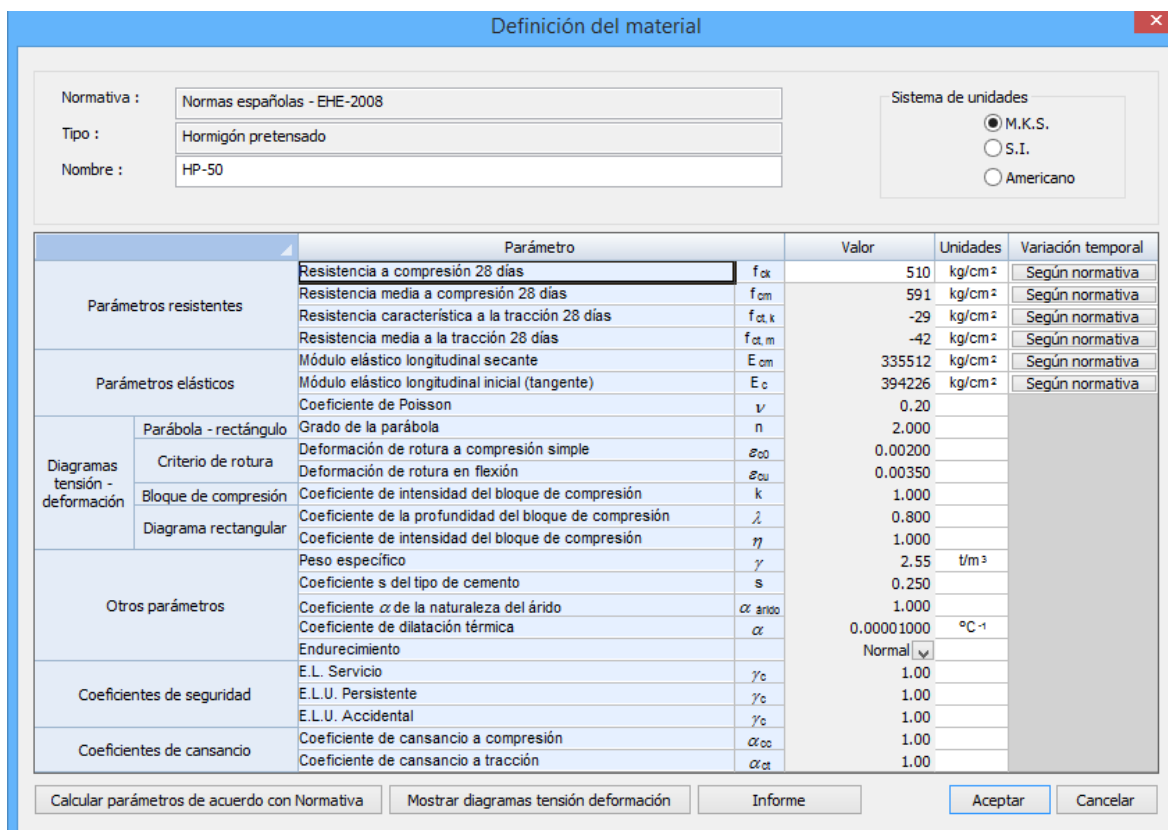 Definición del material
Normativa :
Normas españolas - EHE-2008
Tipo :
Hormigón pretensado
Nombre :
HP-50
Sistema de unidades
M.K.S.
S.I.
Americano
Parámetro Valor Unidades Variación temporal
Parámetros resistentes
Resistencia a compresión 28 días f ck 510 kg/cm² Según normativa
Resistencia media a compresión 28 días f cm 591 kg/cm² Según normativa
Resistencia característica a la tracción 28 días f ct, k -29 kg/cm² Según normativa
Resistencia media a la tracción 28 días f ct, m -42 kg/cm² Según normativa
Parámetros elásticos
Módulo elástico longitudinal secante E cm 335512 kg/cm² Según normativa
Módulo elástico longitudinal inicial (tangente) E c 394226 kg/cm² Según normativa
Coeficiente de Poisson ν 0.20
Diagramas tensión - deformación
Parábola - rectángulo Grado de la parábola n 2.000
Criterio de rotura
Deformación de rotura a compresión simple ε c0 0.00200
Deformación de rotura en flexión ε cu 0.00350
Bloque de compresión Coeficiente de intensidad del bloque de compresión k 1.000
Diagrama rectangular
Coeficiente de la profundidad del bloque de compresión λ 0.800
Coeficiente de intensidad del bloque de compresión η 1.000
Otros parámetros
Peso específico γ 2.55 t/m³
Coeficiente s del tipo de cemento s 0.250
Coeficiente α de la naturaleza del árido α árido 1.000
Coeficiente de dilatación térmica α 0.00001000 ºC⁻¹
Endurecimiento Normal
Coeficientes de seguridad
E.L. Servicio γc 1.00
E.L.U. Persistente γc 1.00
E.L.U. Accidental γc 1.00
Coeficientes de cansancio
Coeficiente de cansancio a compresión α cc 1.00
Coeficiente de cansancio a tracción α ct 1.00
Calcular parámetros de acuerdo con Normativa
Mostrar diagramas tensión deformación
Informe
Aceptar
Cancelar